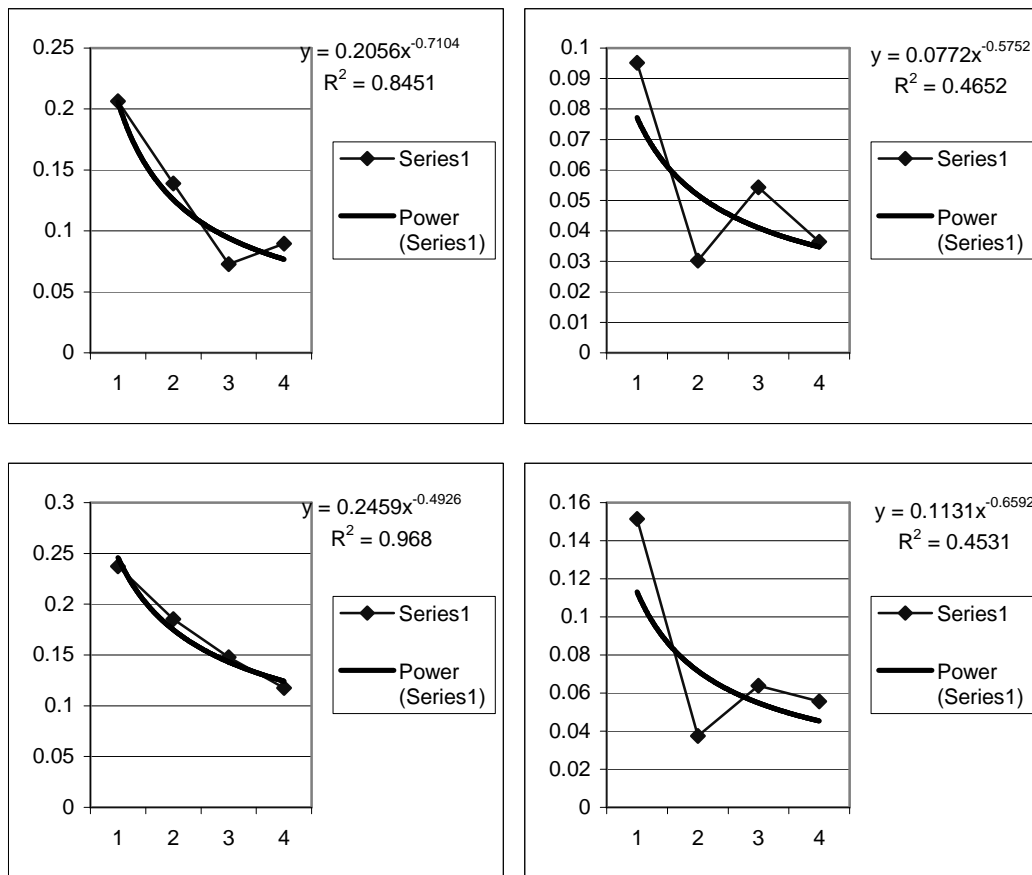 y = 0.2056x^-0.7104
R² = 0.8451
0.25
0.2
0.15
0.1
0.05
0
1 2 3 4
Series1
Power
(Series1)
y = 0.0772x^-0.5752
R² = 0.4652
0.1
0.09
0.08
0.07
0.06
0.05
0.04
0.03
0.02
0.01
0
1 2 3 4
Series1
Power
(Series1)
y = 0.2459x^-0.4926
R² = 0.968
0.3
0.25
0.2
0.15
0.1
0.05
0
1 2 3 4
Series1
Power
(Series1)
y = 0.1131x^-0.6592
R² = 0.4531
0.16
0.14
0.12
0.1
0.08
0.06
0.04
0.02
0
1 2 3 4
Series1
Power
(Series1)